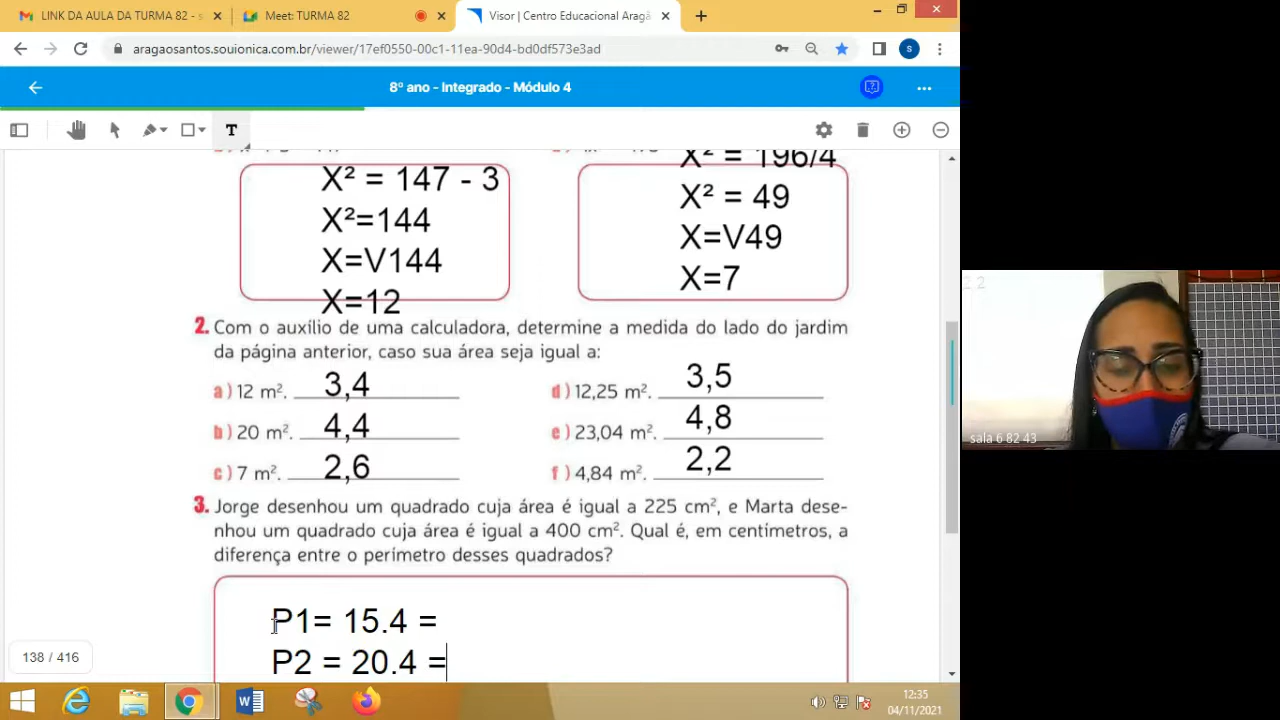 LINK DA AULA DA TURMA 82 - s
Meet: TURMA 82
Visor | Centro Educacional Aragã
aragaosantos.souionica.com.br/viewer/17ef0550-00c1-11ea-90d4-bd0df573e3ad
s
8º ano - Integrado - Módulo 4
T
X² = 147 - 3
X²=144
X=V144
X=12
X² = 196/4
X² = 49
X=V49
X=7
2. Com o auxílio de uma calculadora, determine a medida do lado do jardim
da página anterior, caso sua área seja igual a:
a) 12 m². 3,4
b) 20 m². 4,4
c) 7 m². 2,6
d) 12,25 m². 3,5
e) 23,04 m². 4,8
f) 4,84 m². 2,2
3. Jorge desenhou um quadrado cuja área é igual a 225 cm², e Marta dese-
nhou um quadrado cuja área é igual a 400 cm². Qual é, em centímetros, a
diferença entre o perímetro desses quadrados?
P1= 15.4 =
P2 = 20.4 =
138 / 416
12:35
04/11/2021
sala 6 82 43